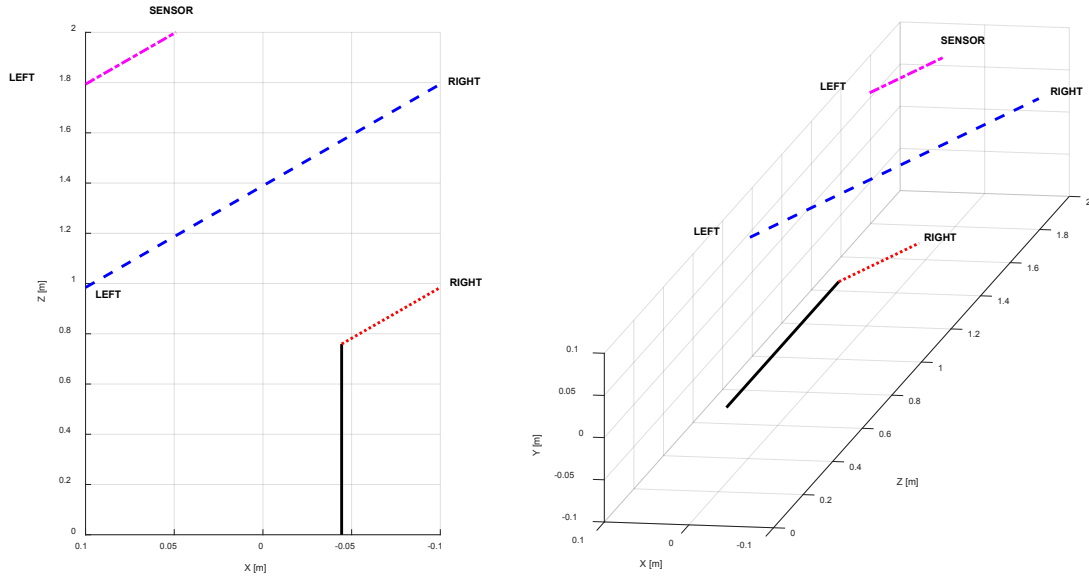 SENSOR
2
1.8
LEFT
RIGHT
1.6
1.4
1.2
1
LEFT
RIGHT
Z [m]
0.8
0.6
0.4
0.2
0
0.1
0.05
0
-0.05
-0.1
X [m]
SENSOR
LEFT
RIGHT
LEFT
RIGHT
2
1.8
1.6
1.4
1.2
1
0.8
0.6
0.4
0.2
0
Z [m]
0.1
0.05
0
-0.05
-0.1
Y [m]
0.1
0
-0.1
X [m]